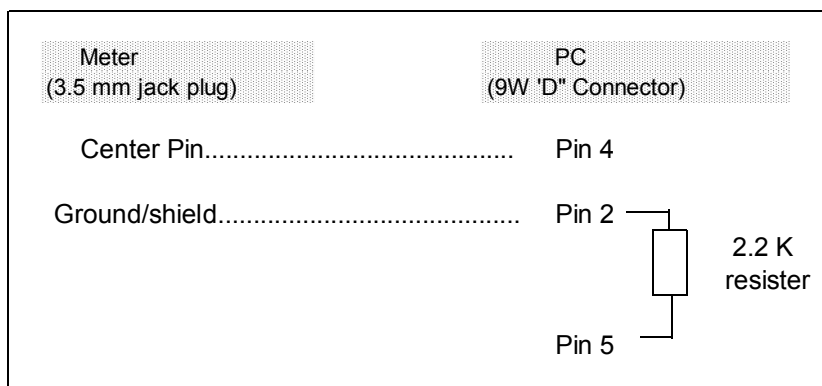 Meter
(3.5 mm jack plug)
PC
(9W 'D" Connector)
Center Pin........................................... Pin 4
Ground/shield.......................................... Pin 2
2.2 K
resister
Pin 5